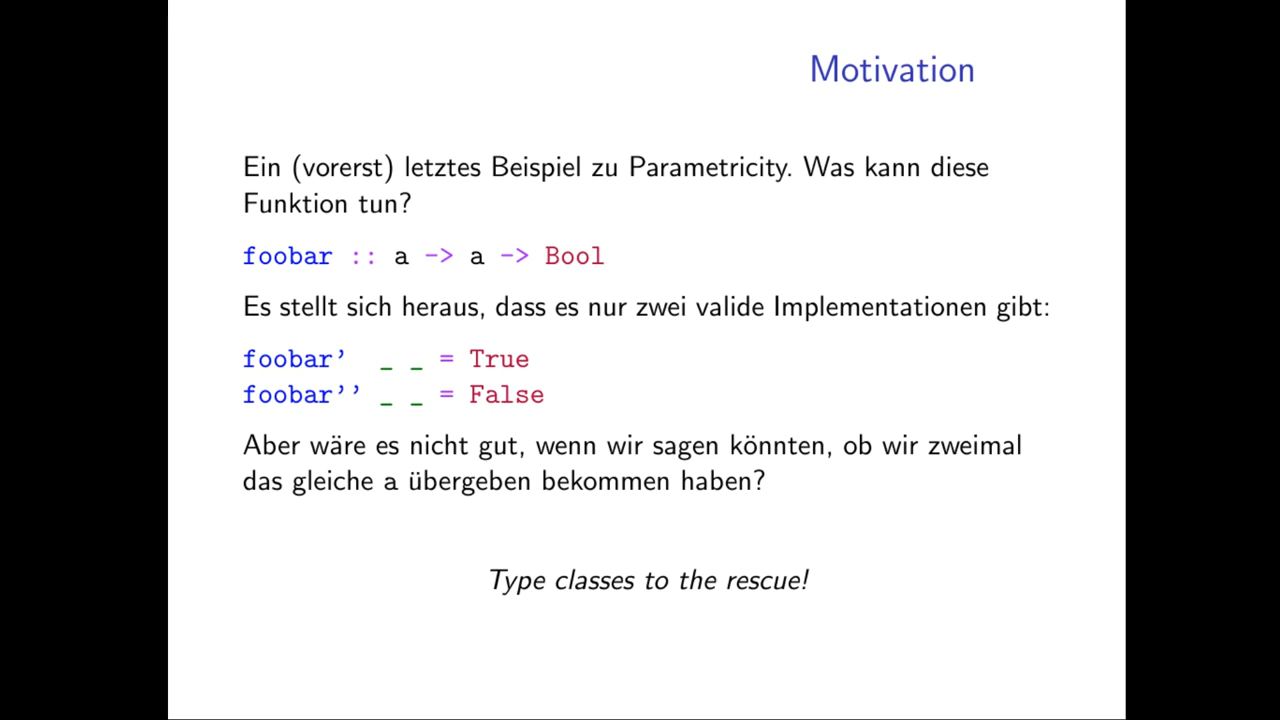 Motivation
Ein (vorerst) letztes Beispiel zu Parametricity. Was kann diese
Funktion tun?
foobar :: a -> a -> Bool
Es stellt sich heraus, dass es nur zwei valide Implementationen gibt:
foobar’  _ _ = True
foobar’’ _ _ = False
Aber wäre es nicht gut, wenn wir sagen könnten, ob wir zweimal
das gleiche a übergeben bekommen haben?
Type classes to the rescue!